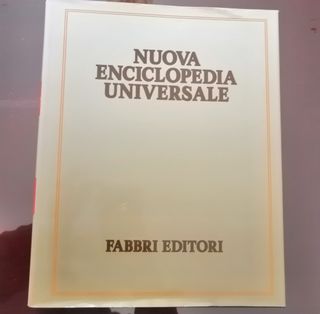 NUOVA
ENCICLOPEDIA
UNIVERSALE
FABBRI EDITORI